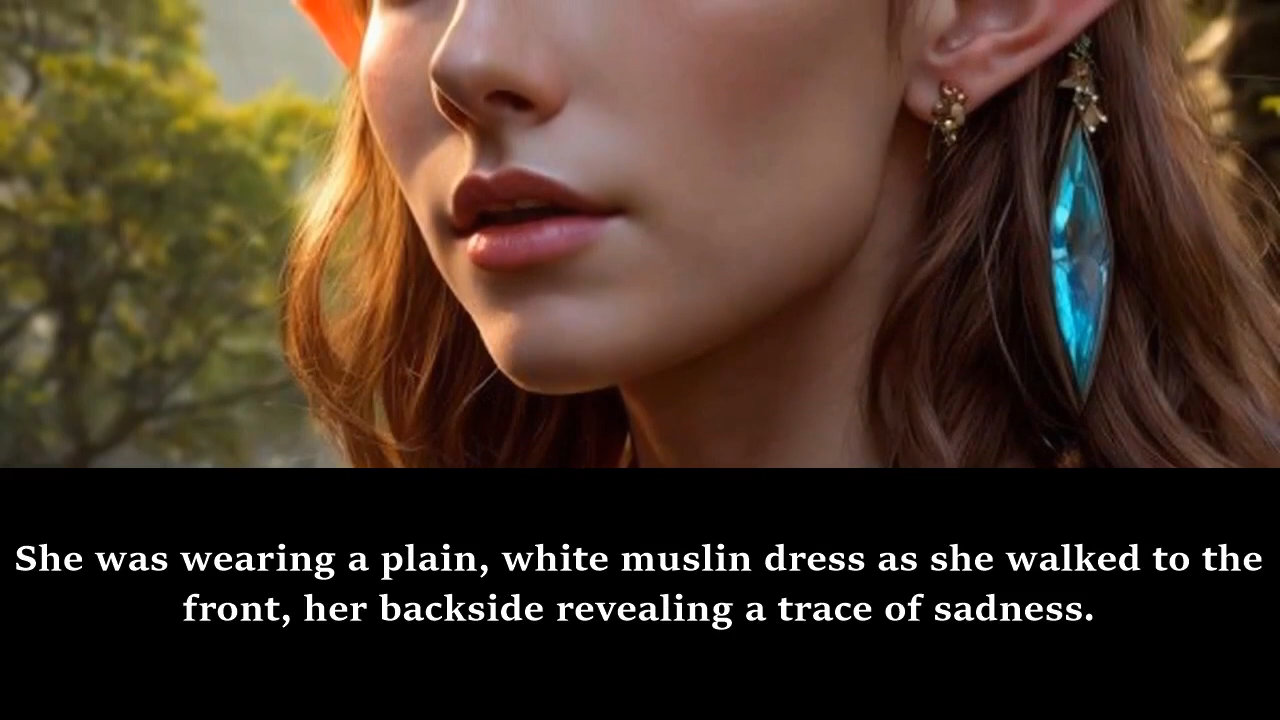 She was wearing a plain, white muslin dress as she walked to the
front, her backside revealing a trace of sadness.